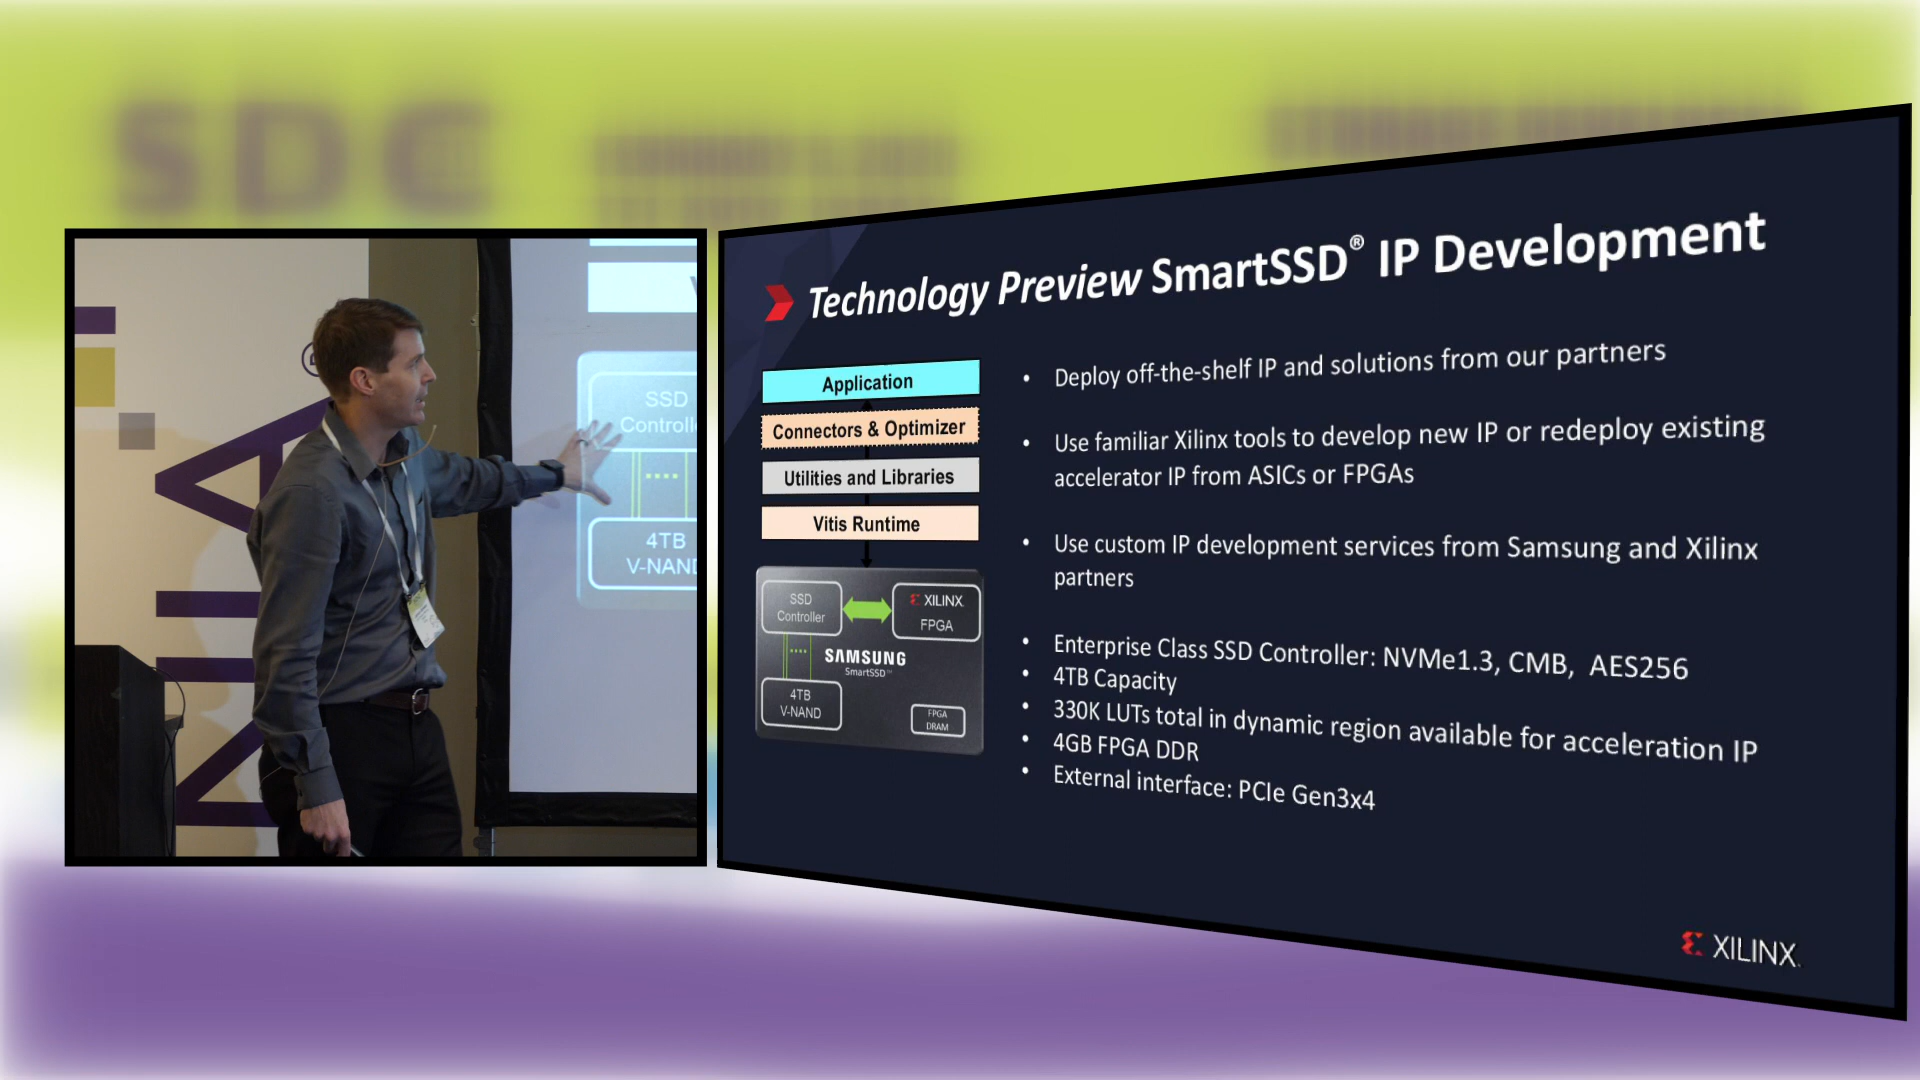 SDC
®
NIA
SSD
4TB
Technology Preview SmartSSD® IP Development
Application
Connectors & Optimizer
Utilities and Libraries
Vitis Runtime
SSD
Controller
XILINX
FPGA
SAMSUNG
SmartSSD™
4TB
V-NAND
FPGA
DRAM
• Deploy off-the-shelf IP and solutions from our partners
• Use familiar Xilinx tools to develop new IP or redeploy existing
accelerator IP from ASICs or FPGAs
• Use custom IP development services from Samsung and Xilinx
partners
• Enterprise Class SSD Controller: NVMe1.3, CMB, AES256
• 4TB Capacity
• 330K LUTs total in dynamic region available for acceleration IP
• 4GB FPGA DDR
• External interface: PCIe Gen3x4
XILINX